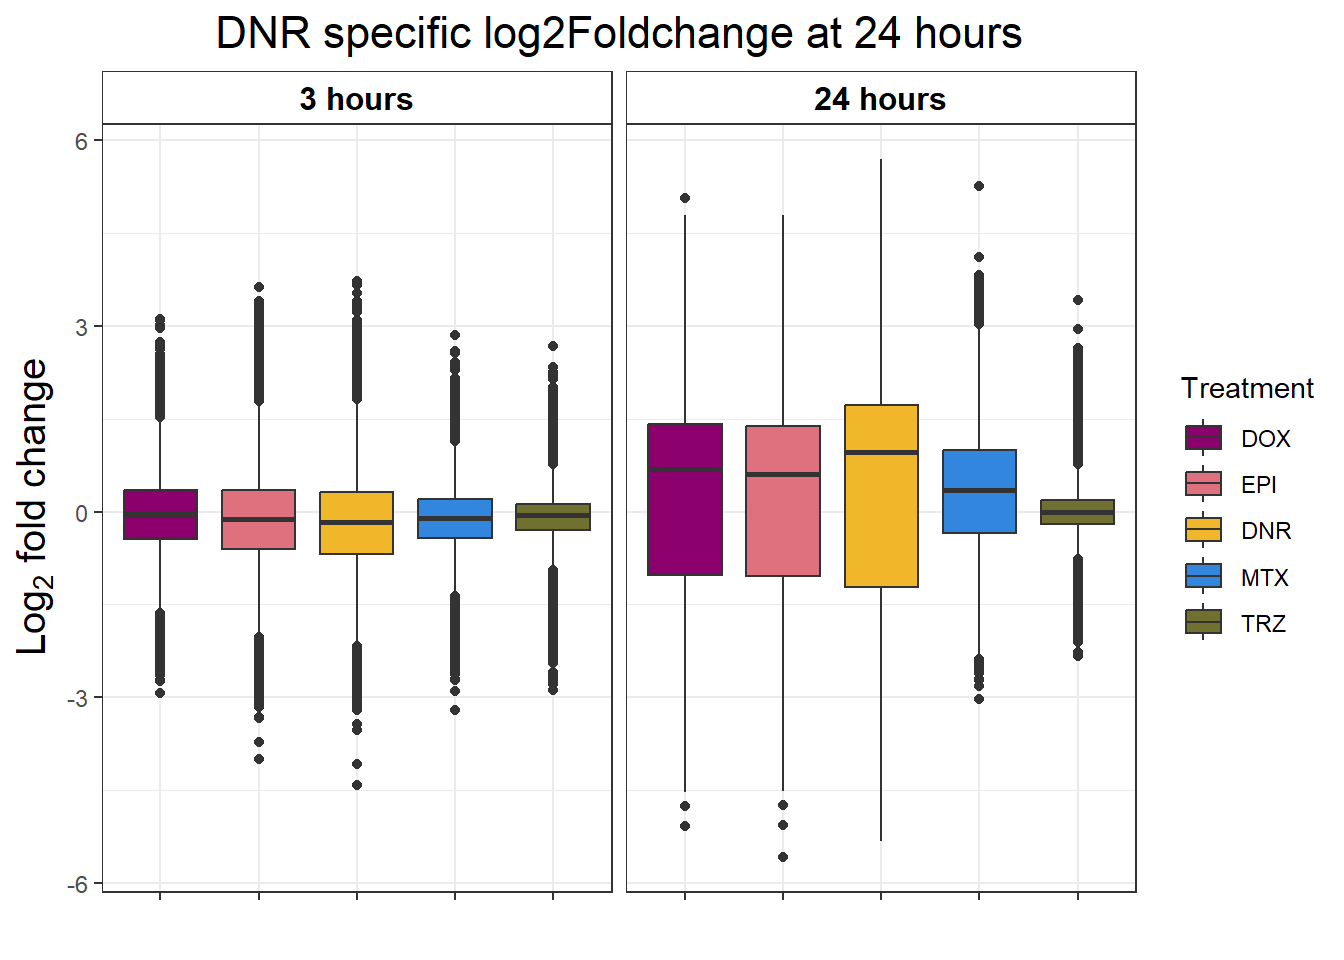 DNR specific log2Foldchange at 24 hours
3 hours
24 hours
6
3
0
-3
-6
Log₂ fold change
Treatment
DOX
EPI
DNR
MTX
TRZ